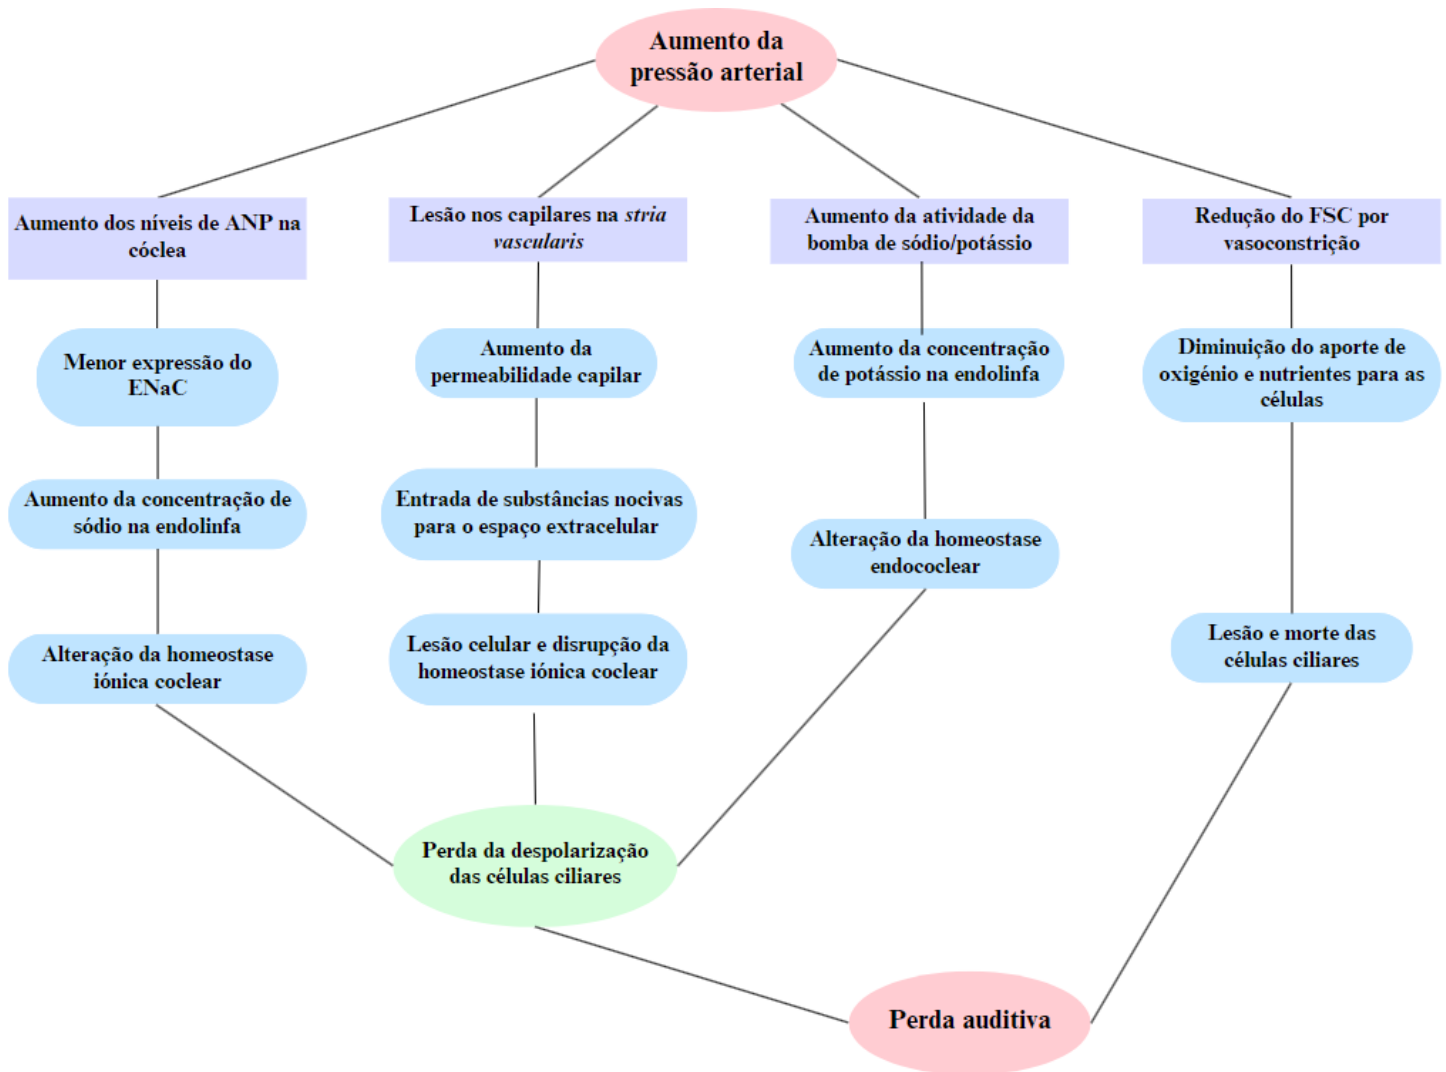 Aumento da
pressão arterial
Aumento dos níveis de ANP na
cóclea
Lesão nos capilares na stria
vascularis
Aumento da atividade da
bomba de sódio/potássio
Redução do FSC por
vasoconstrição
Menor expressão do
ENaC
Aumento da
permeabilidade capilar
Aumento da concentração
de potássio na endolinfa
Diminuição do aporte de
oxigénio e nutrientes para as
células
Aumento da concentração de
sódio na endolinfa
Entrada de substâncias nocivas
para o espaço extracelular
Alteração da homeostase
endococlear
Alteração da homeostase
iónica coclear
Lesão celular e disrupção da
homeostase iónica coclear
Lesão e morte das
células ciliares
Perda da despolarização
das células ciliares
Perda auditiva